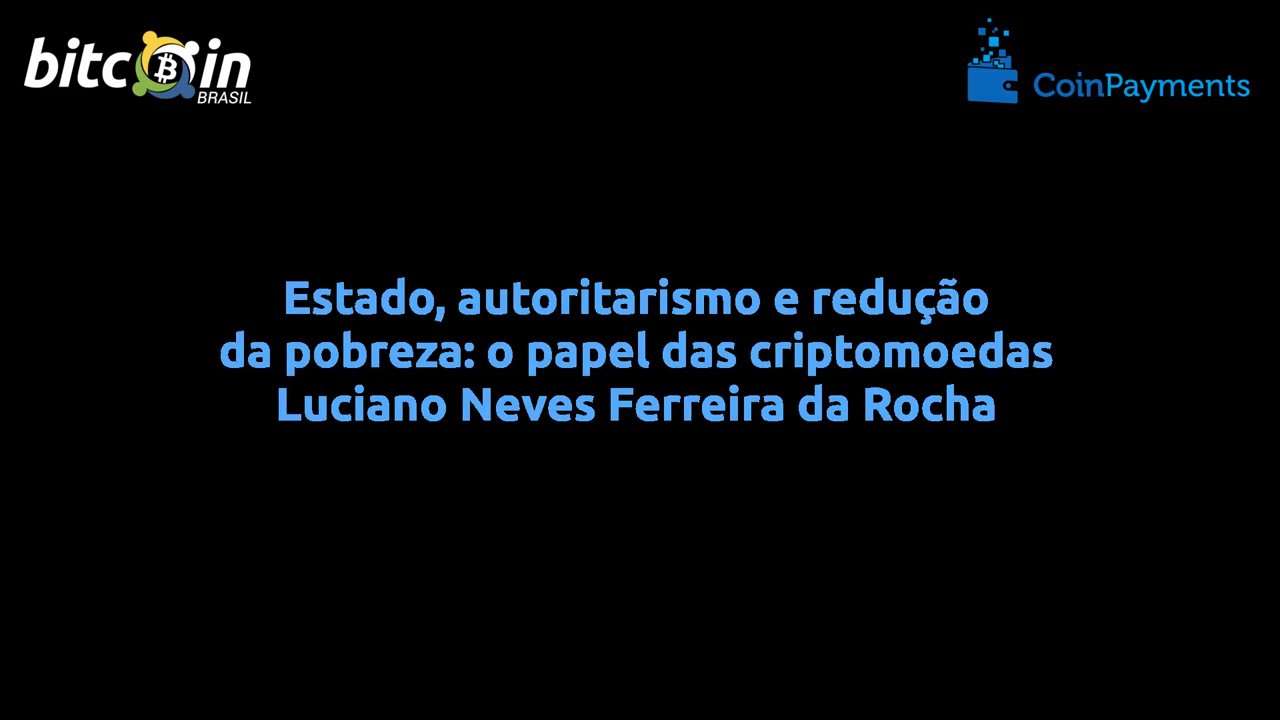 bitcoin
BRASIL
CoinPayments
Estado, autoritarismo e redução
da pobreza: o papel das criptomoedas
Luciano Neves Ferreira da Rocha